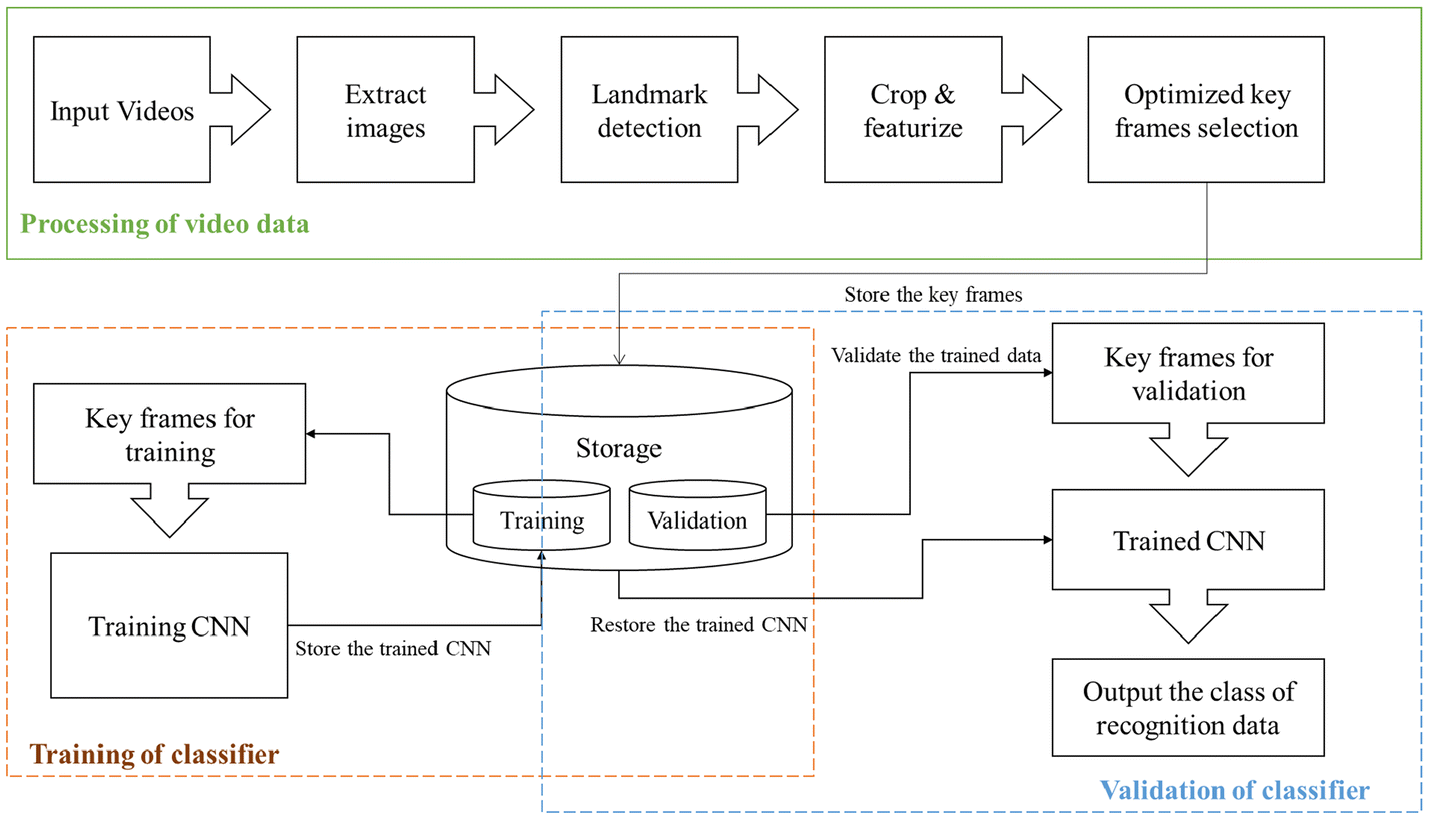 Input Videos
Extract
images
Landmark
detection
Crop &
featurize
Optimized key
frames selection
Processing of video data
Store the key frames
Validate the trained data
Key frames for
validation
Key frames for
training
Storage
Training
Validation
Trained CNN
Training CNN
Restore the trained CNN
Store the trained CNN
Output the class of
recognition data
Training of classifier
Validation of classifier